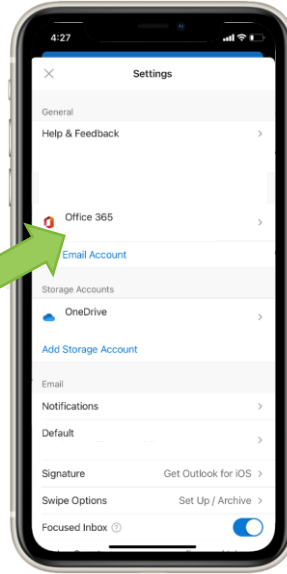 4:27
Settings
General
Help & Feedback
Office 365
Email Account
Storage Accounts
OneDrive
Add Storage Account
Email
Notifications
Default
Signature Get Outlook for iOS
Swipe Options Set Up / Archive
Focused Inbox